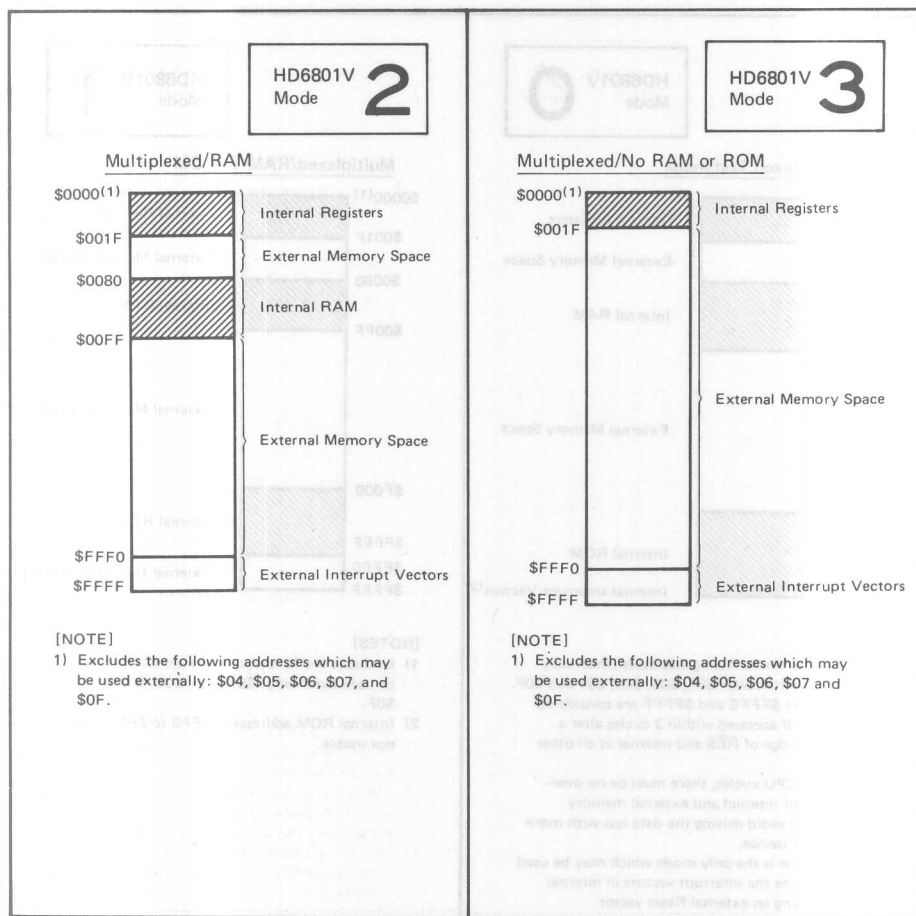 HD6801V
Mode 2
Multiplexed/RAM
$0000(1)
Internal Registers
$001F
External Memory Space
$0080
Internal RAM
$00FF
External Memory Space
$FFF0
External Interrupt Vectors
$FFFF
[NOTE]
1) Excludes the following addresses which may
be used externally: $04, $05, $06, $07, and
$0F.
HD6801V
Mode 3
Multiplexed/No RAM or ROM
$0000(1)
Internal Registers
$001F
External Memory Space
$FFF0
External Interrupt Vectors
$FFFF
[NOTE]
1) Excludes the following addresses which may
be used externally: $04, $05, $06, $07 and
$0F.